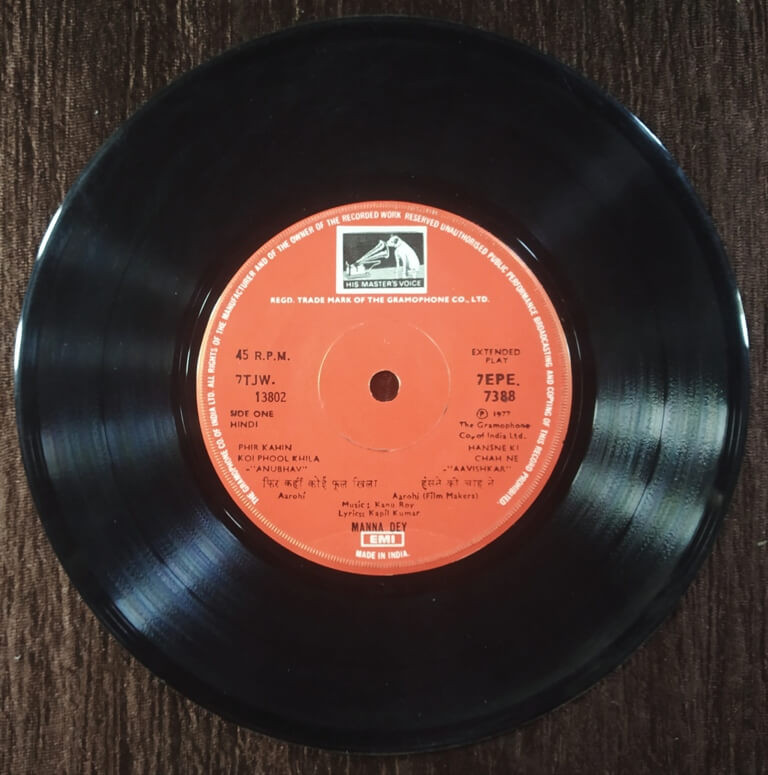 THE GRAMOPHONE CO. OF INDIA LTD. ALL RIGHTS OF THE MANUFACTURER AND OF THE OWNER OF THE RECORDED WORK RESERVED UNAUTHORISED PUBLIC PERFORMANCE BROADCASTING AND COPYING OF THIS RECORD PROHIBITED.
HIS MASTER'S VOICE
REGD. TRADE MARK OF THE GRAMOPHONE CO., LTD.
45 R.P.M.
7TJW.
13802
SIDE ONE
HINDI
EXTENDED
PLAY
7EPE.
7388
℗ 1977
The Gramophone
Co., of India Ltd.
PHIR KAHIN
KOI PHOOL KHILA
-"ANUBHAV"
HANSNE KI
CHAH NE
-"AAVISHKAR"
फिर कहीं कोई फूल खिला
हंसने की चाह ने
Aarohi
Aarohi (Film Makers)
Music: Kanu Roy
Lyrics: Kapil Kumar
MANNA DEY
EMI
MADE IN INDIA.